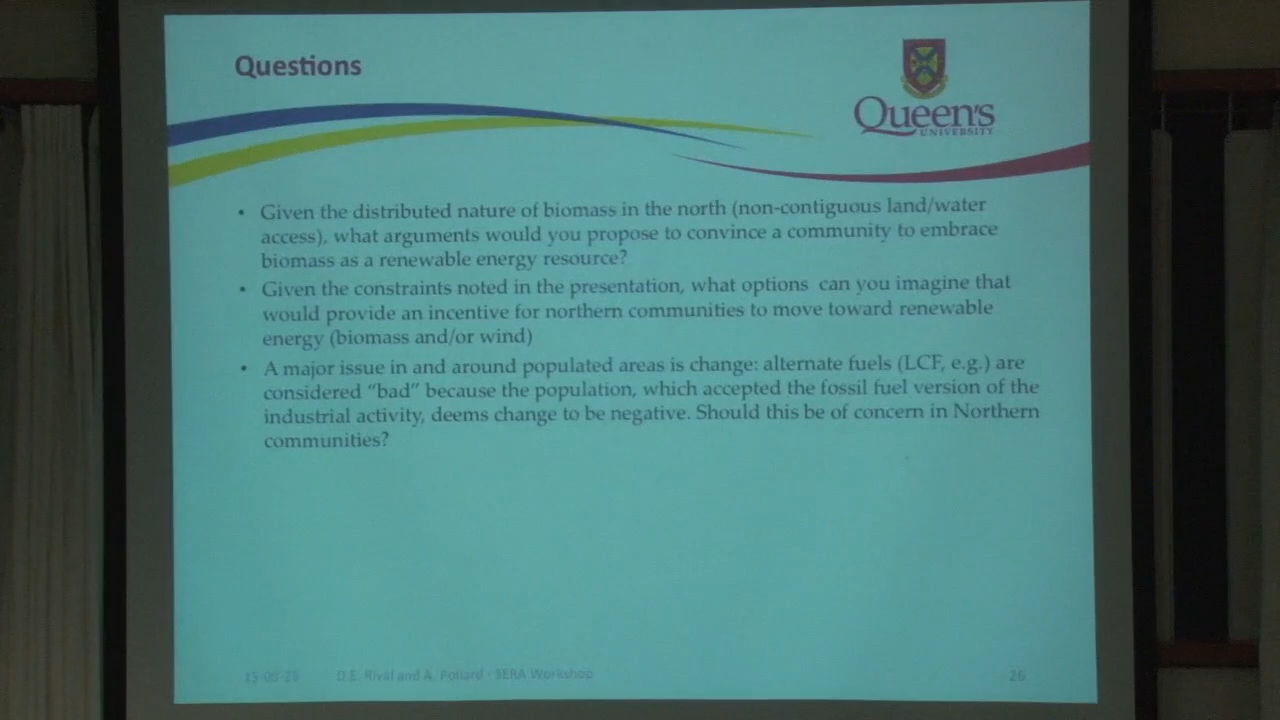 Questions
Queen's
UNIVERSITY
• Given the distributed nature of biomass in the north (non-contiguous land/water
access), what arguments would you propose to convince a community to embrace
biomass as a renewable energy resource?
• Given the constraints noted in the presentation, what options can you imagine that
would provide an incentive for northern communities to move toward renewable
energy (biomass and/or wind)
• A major issue in and around populated areas is change: alternate fuels (LCF, e.g.) are
considered “bad” because the population, which accepted the fossil fuel version of the
industrial activity, deems change to be negative. Should this be of concern in Northern
communities?
D.E. Rival and A. Pollard - SERA Workshop